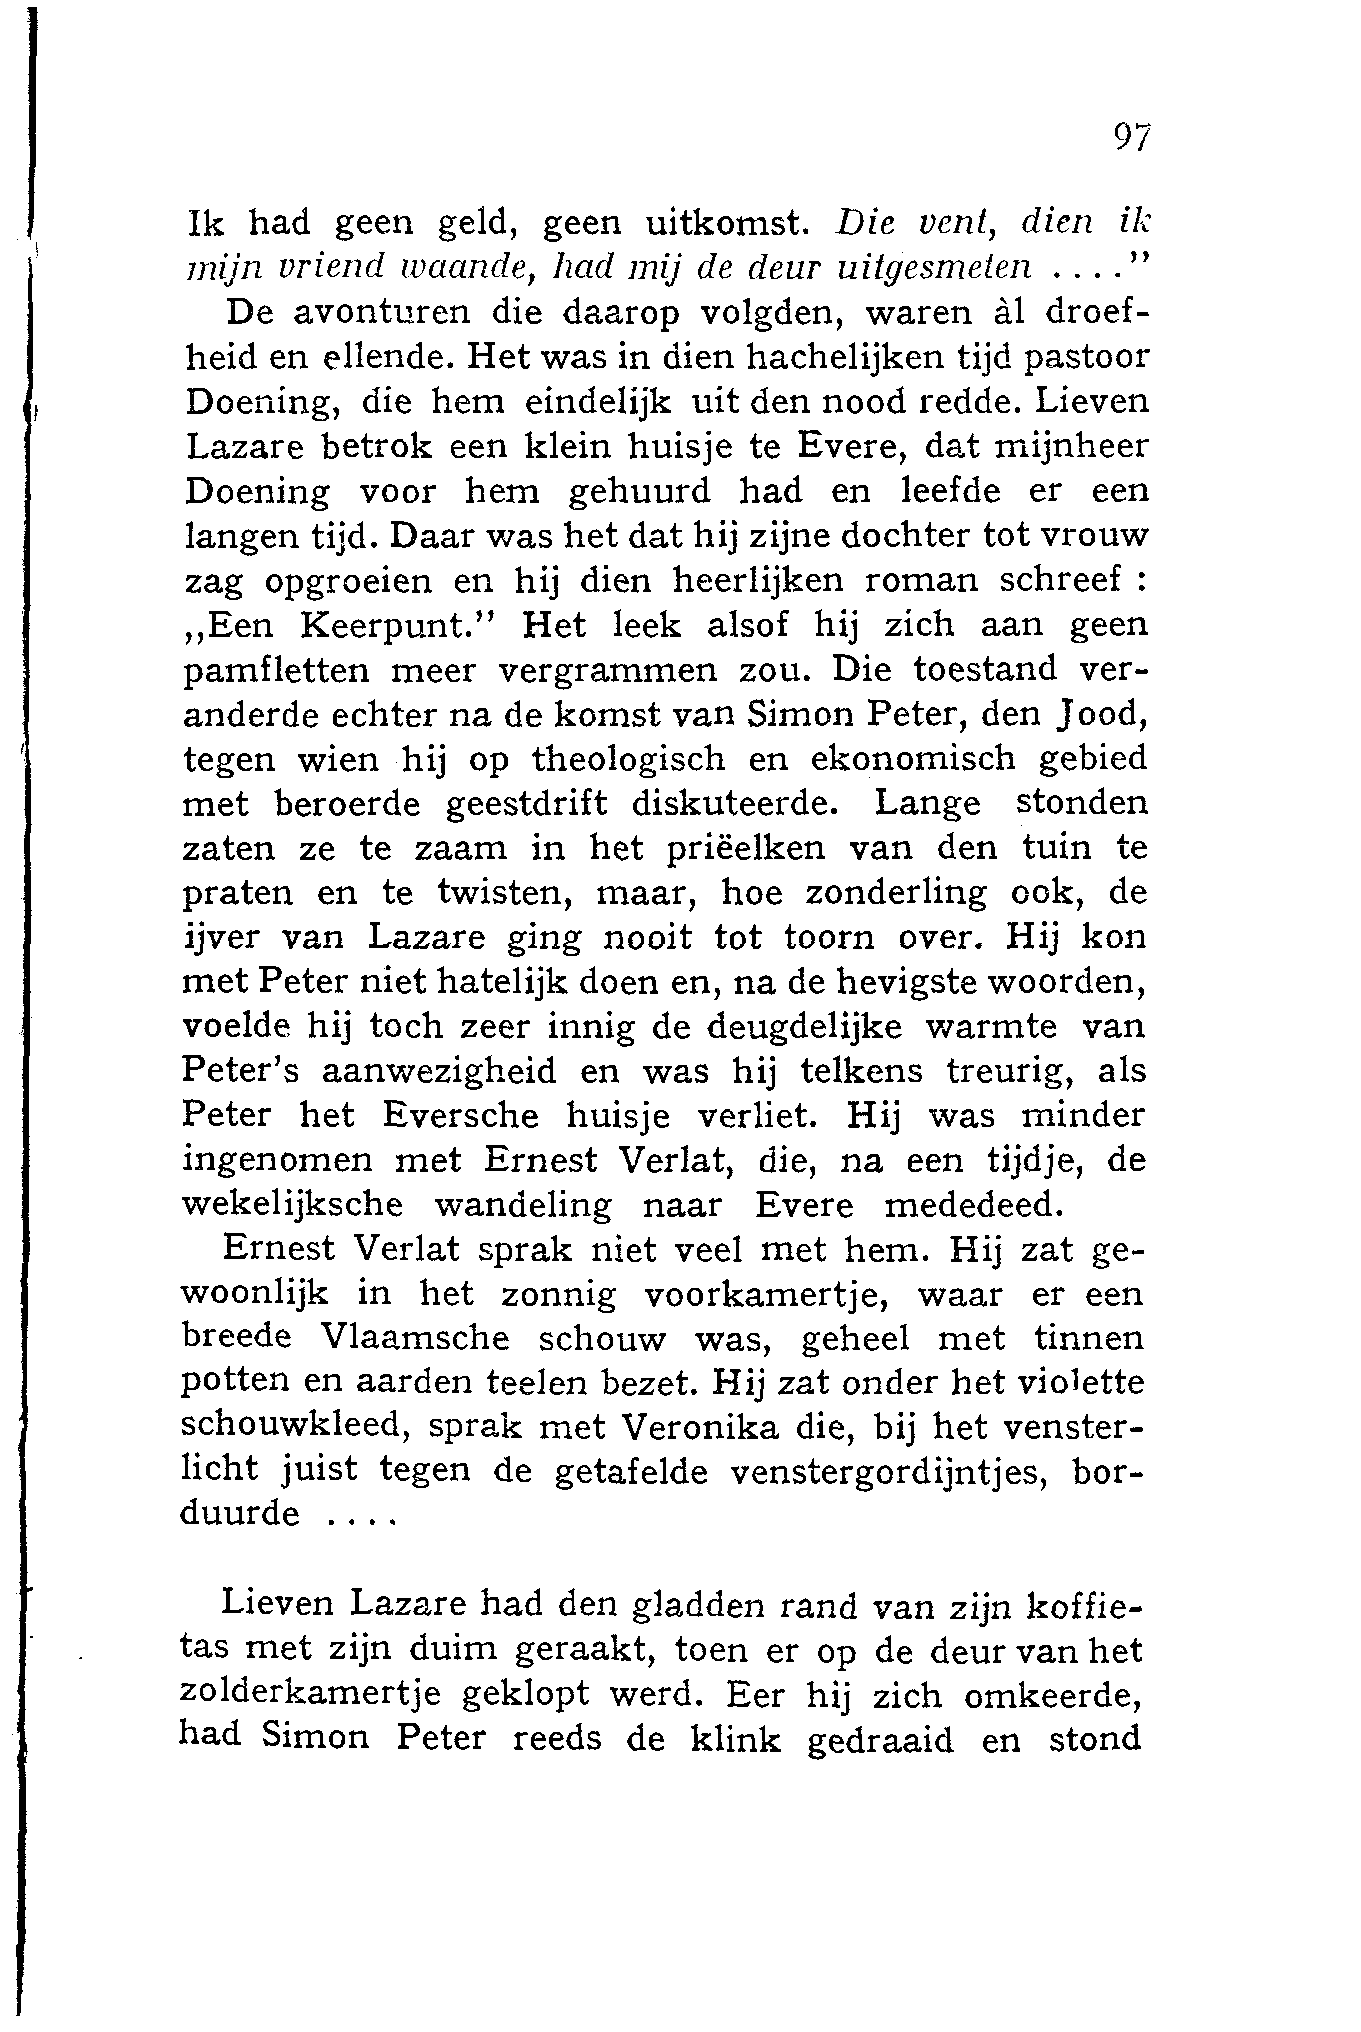 97
Ik had geen geld, geen uitkomst. Die vent, dien ik
mijn vriend waande, had mij de deur uitgesmeten . . . ."
De avonturen die daarop volgden, waren àl droef-
heid en ellende. Het was in dien hachelijken tijd pastoor
Doening, die hem eindelijk uit den nood redde. Lieven
Lazare betrok een klein huisje te Evere, dat mijnheer
Doening voor hem gehuurd had en leefde er een
langen tijd. Daar was het dat hij zijne dochter tot vrouw
zag opgroeien en hij dien heerlijken roman schreef :
,,Een Keerpunt." Het leek alsof hij zich aan geen
pamfletten meer vergrammen zou. Die toestand ver-
anderde echter na de komst van Simon Peter, den Jood,
tegen wien hij op theologisch en ekonomisch gebied
met beroerde geestdrift diskuteerde. Lange stonden
zaten ze te zaam in het priëelken van den tuin te
praten en te twisten, maar, hoe zonderling ook, de
ijver van Lazare ging nooit tot toorn over. Hij kon
met Peter niet hatelijk doen en, na de hevigste woorden,
voelde hij toch zeer innig de deugdelijke warmte van
Peter's aanwezigheid en was hij telkens treurig, als
Peter het Eversche huisje verliet. Hij was minder
ingenomen met Ernest Verlat, die, na een tijdje, de
wekelijksche wandeling naar Evere mededeed.
Ernest Verlat sprak niet veel met hem. Hij zat ge-
woonlijk in het zonnig voorkamertje, waar er een
breede Vlaamsche schouw was, geheel met tinnen
potten en aarden teelen bezet. Hij zat onder het violette
schouwkleed, sprak met Veronika die, bij het venster-
licht juist tegen de getafelde venstergordijntjes, bor-
duurde . . . .
Lieven Lazare had den gladden rand van zijn koffie-
tas met zijn duim geraakt, toen er op de deur van het
zolderkamertje geklopt werd. Eer hij zich omkeerde,
had Simon Peter reeds de klink gedraaid en stond